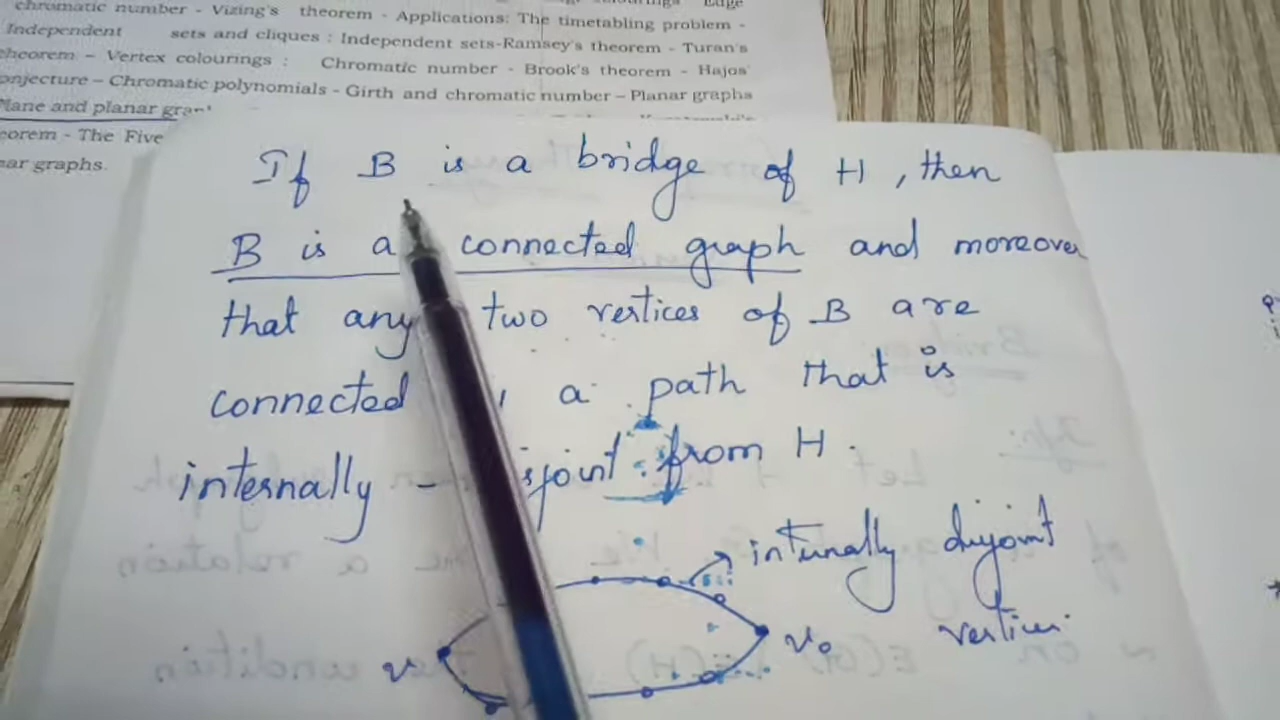 chromatic number - Vizing's theorem - Applications: The timetabling problem -
Independent sets and cliques : Independent sets-Ramsey's theorem - Turan's
theorem – Vertex colourings : Chromatic number - Brook's theorem - Hajos'
onjecture – Chromatic polynomials - Girth and chromatic number – Planar graphs
Plane and planar grap
eorem - The Five
ar graphs.
If B is a bridge of H, then
B is a connected graph and moreover
that any two vertices of B are
connected a path that is
internally - sjoint from H.
internally disjoint
vertices.
v v₀